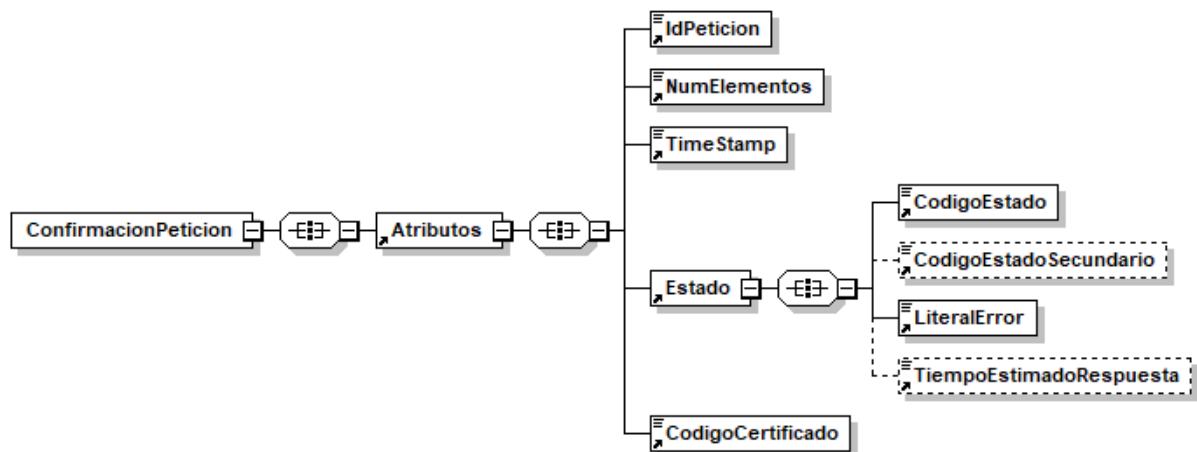 IdPeticion
NumElementos
TimeStamp
ConfirmacionPeticion
Atributos
Estado
CodigoEstado
CodigoEstadoSecundario
LiteralError
TiempoEstimadoRespuesta
CodigoCertificado